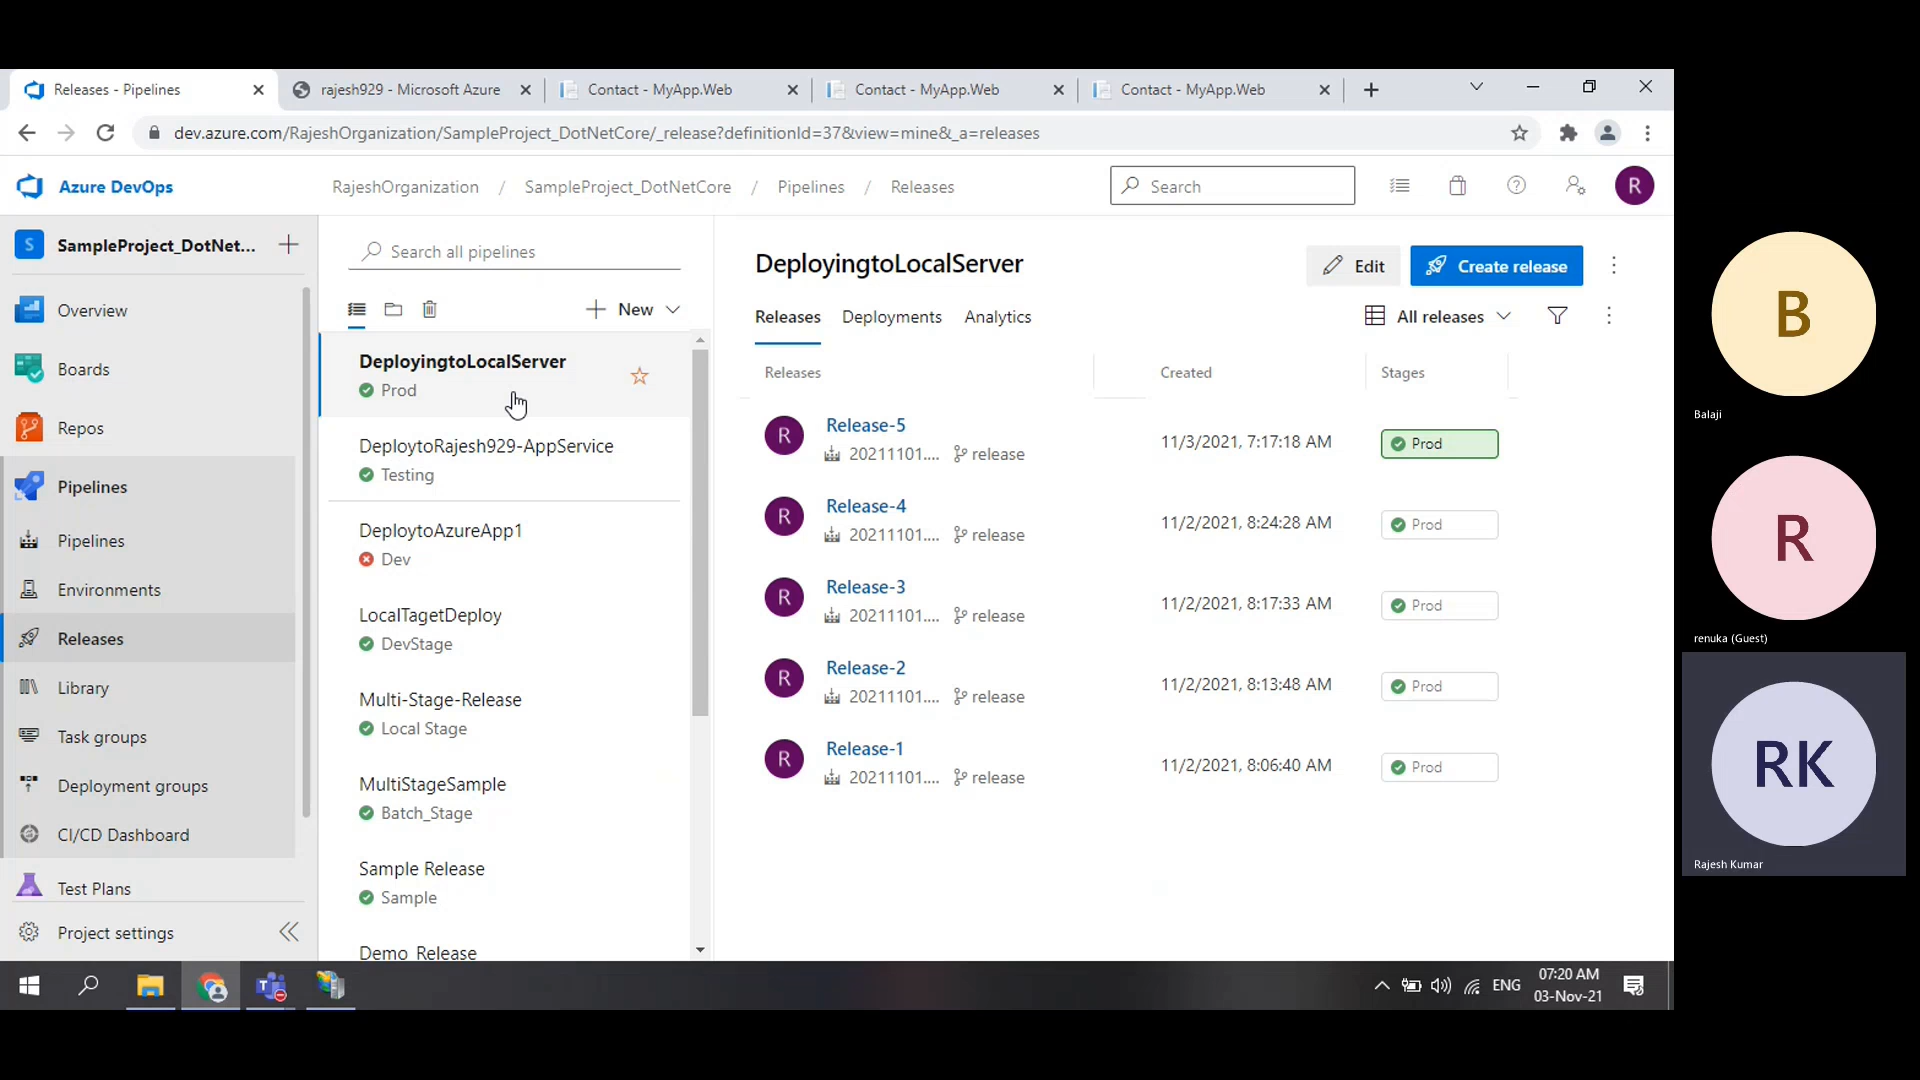 Releases - Pipelines
rajesh929 - Microsoft Azure
Contact - MyApp.Web
Contact - MyApp.Web
Contact - MyApp.Web
dev.azure.com/RajeshOrganization/SampleProject_DotNetCore/_release?definitionId=37&view=mine&_a=releases
Azure DevOps
RajeshOrganization / SampleProject_DotNetCore / Pipelines / Releases
Search
R
S SampleProject_DotNet...
Overview
Boards
Repos
Pipelines
Pipelines
Environments
Releases
Library
Task groups
Deployment groups
CI/CD Dashboard
Test Plans
Project settings
Search all pipelines
New
DeployingtoLocalServer
Prod
DeploytoRajesh929-AppService
Testing
DeploytoAzureApp1
Dev
LocalTagetDeploy
DevStage
Multi-Stage-Release
Local Stage
MultiStageSample
Batch_Stage
Sample Release
Sample
Demo Release
DeployingtoLocalServer
Edit
Create release
Releases Deployments Analytics
All releases
Releases Created Stages
R Release-5
20211101.... release
11/3/2021, 7:17:18 AM
Prod
R Release-4
20211101.... release
11/2/2021, 8:24:28 AM
Prod
R Release-3
20211101.... release
11/2/2021, 8:17:33 AM
Prod
R Release-2
20211101.... release
11/2/2021, 8:13:48 AM
Prod
R Release-1
20211101.... release
11/2/2021, 8:06:40 AM
Prod
B
Balaji
R
renuka (Guest)
RK
Rajesh Kumar
ENG
07:20 AM
03-Nov-21